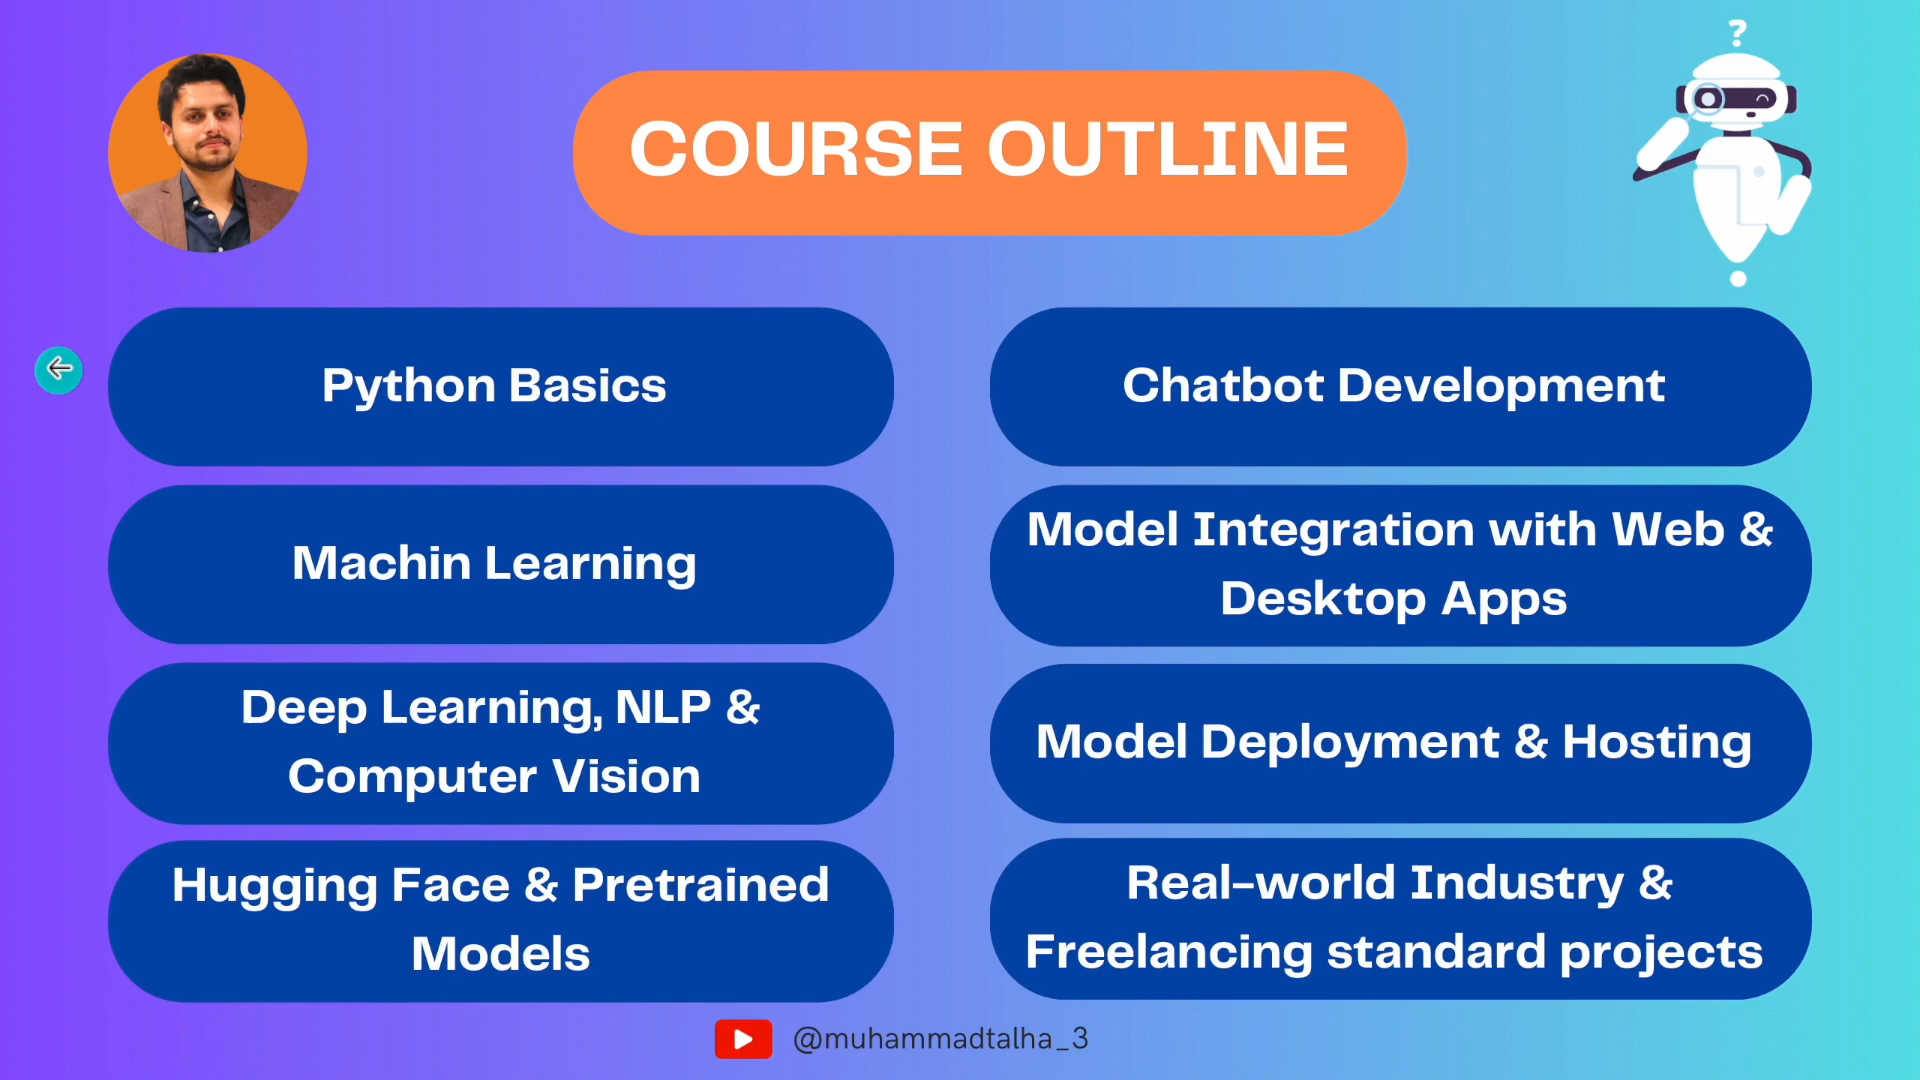 ?
COURSE OUTLINE
Python Basics
Machin Learning
Deep Learning, NLP &
Computer Vision
Hugging Face & Pretrained
Models
Chatbot Development
Model Integration with Web &
Desktop Apps
Model Deployment & Hosting
Real-world Industry &
Freelancing standard projects
@muhammadtalha_3